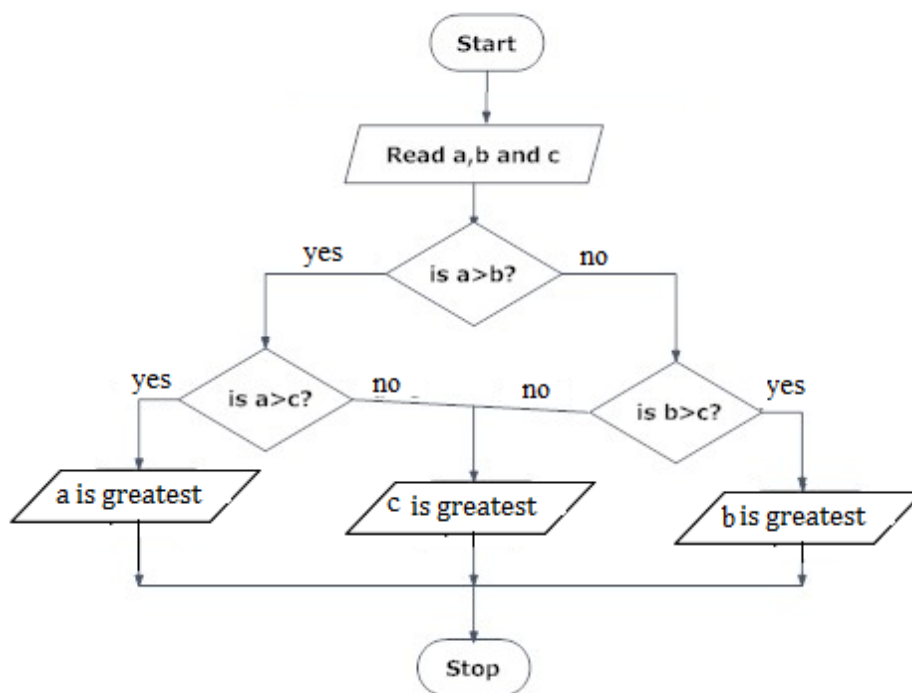 Start
Read a,b and c
is a>b?
yes
no
is a>c?
yes
no
is b>c?
no
yes
a is greatest
c is greatest
b is greatest
Stop